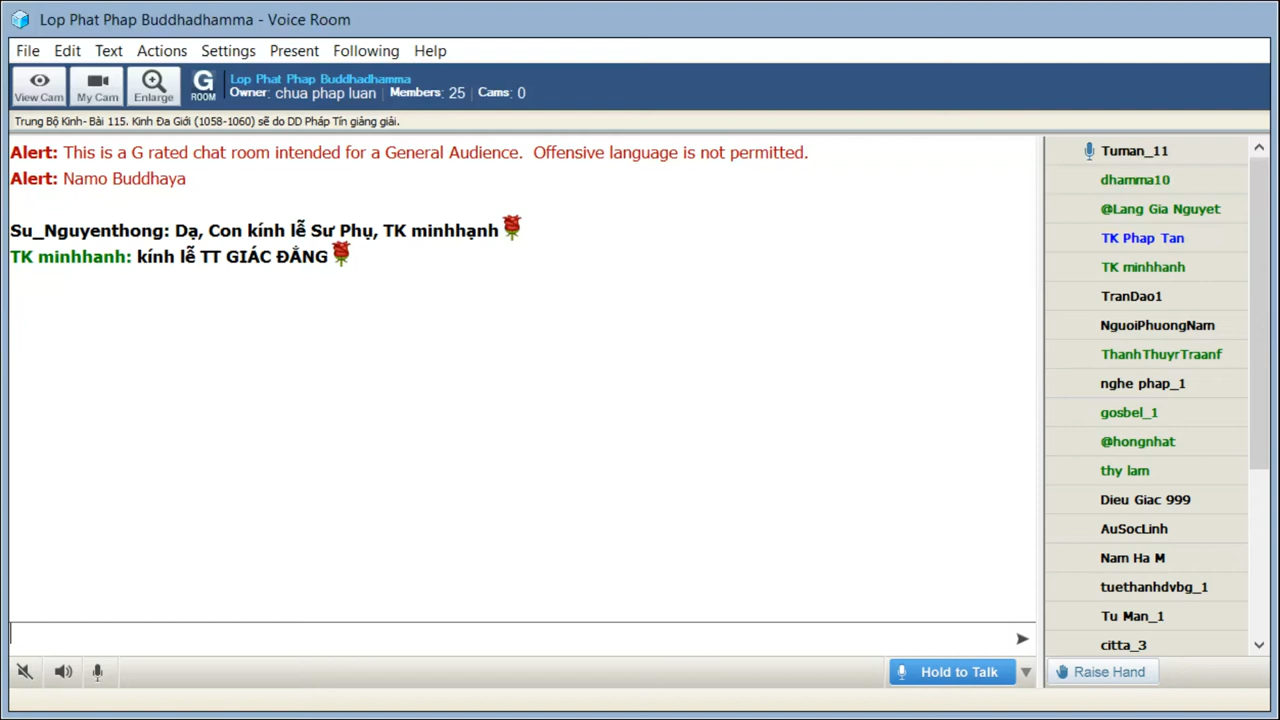 Lop Phat Phap Buddhadhamma - Voice Room
File Edit Text Actions Settings Present Following Help
View Cam
My Cam
Enlarge
G
ROOM
Lop Phat Phap Buddhadhamma
Owner: chua phap luan | Members: 25 | Cams: 0
Trung Bộ Kinh- Bài 115. Kinh Đa Giới (1058-1060) sẽ do DD Pháp Tín giảng giải.
Alert: This is a G rated chat room intended for a General Audience. Offensive language is not permitted.
Alert: Namo Buddhaya
Su_Nguyenthong: Dạ, Con kính lễ Sư Phụ, TK minhhạnh
TK minhhanh: kính lễ TT GIÁC ĐẲNG
Tuman_11
dhamma10
@Lang Gia Nguyet
TK Phap Tan
TK minhhanh
TranDao1
NguoiPhuongNam
ThanhThuyrTraanf
nghe phap_1
gosbel_1
@hongnhat
thy lam
Dieu Giac 999
AuSocLinh
Nam Ha M
tuethanhdvbg_1
Tu Man_1
citta_3
Hold to Talk
Raise Hand